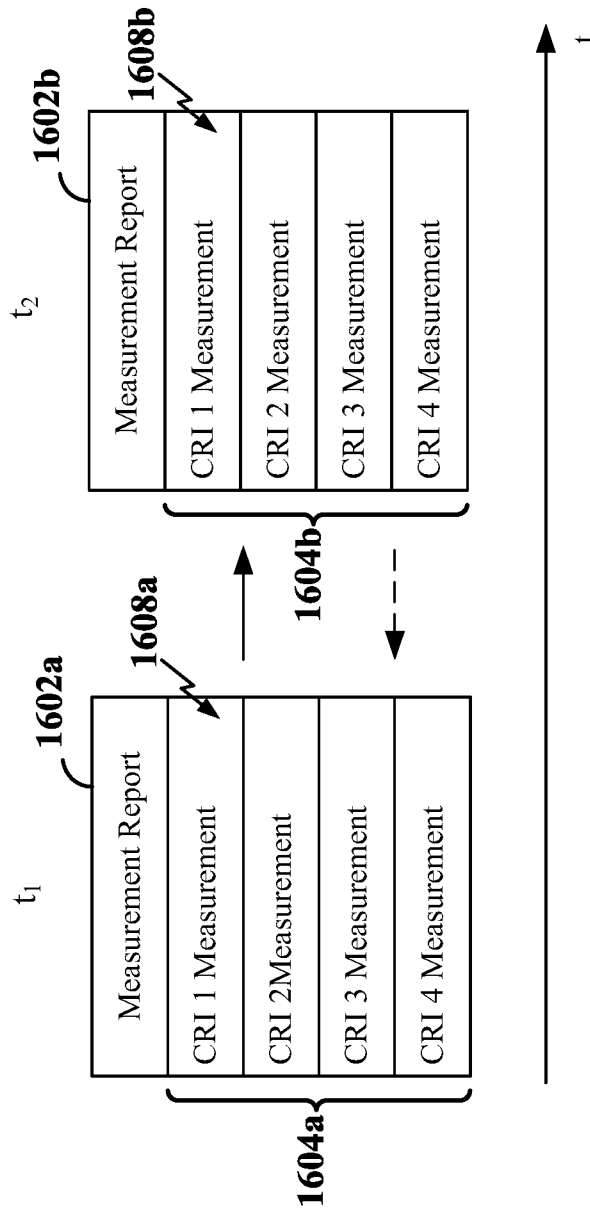 t1
t2
1602a
1602b
Measurement Report
CRI 1 Measurement
CRI 2Measurement
CRI 3 Measurement
CRI 4 Measurement
1604a
1608a
Measurement Report
CRI 1 Measurement
CRI 2 Measurement
CRI 3 Measurement
CRI 4 Measurement
1604b
1608b
t